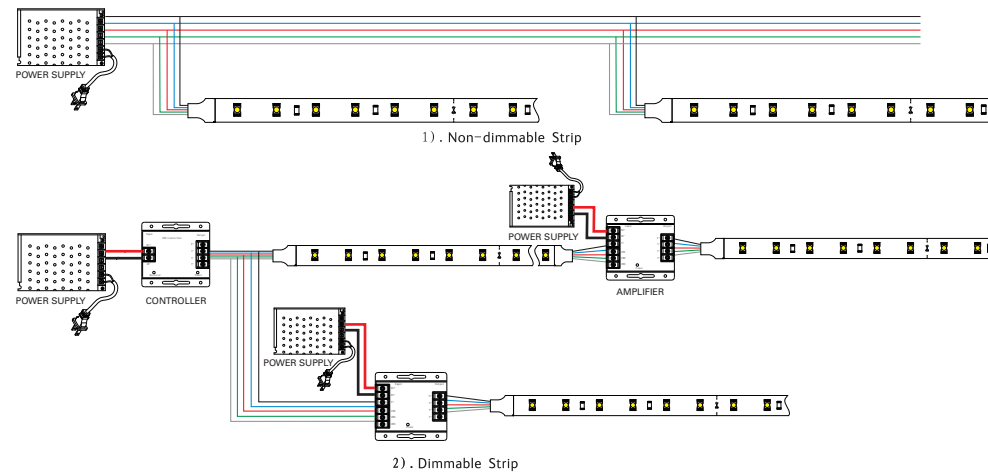 POWER SUPPLY
1). Non-dimmable Strip
POWER SUPPLY
POWER SUPPLY
CONTROLLER
AMPLIFIER
POWER SUPPLY
2). Dimmable Strip